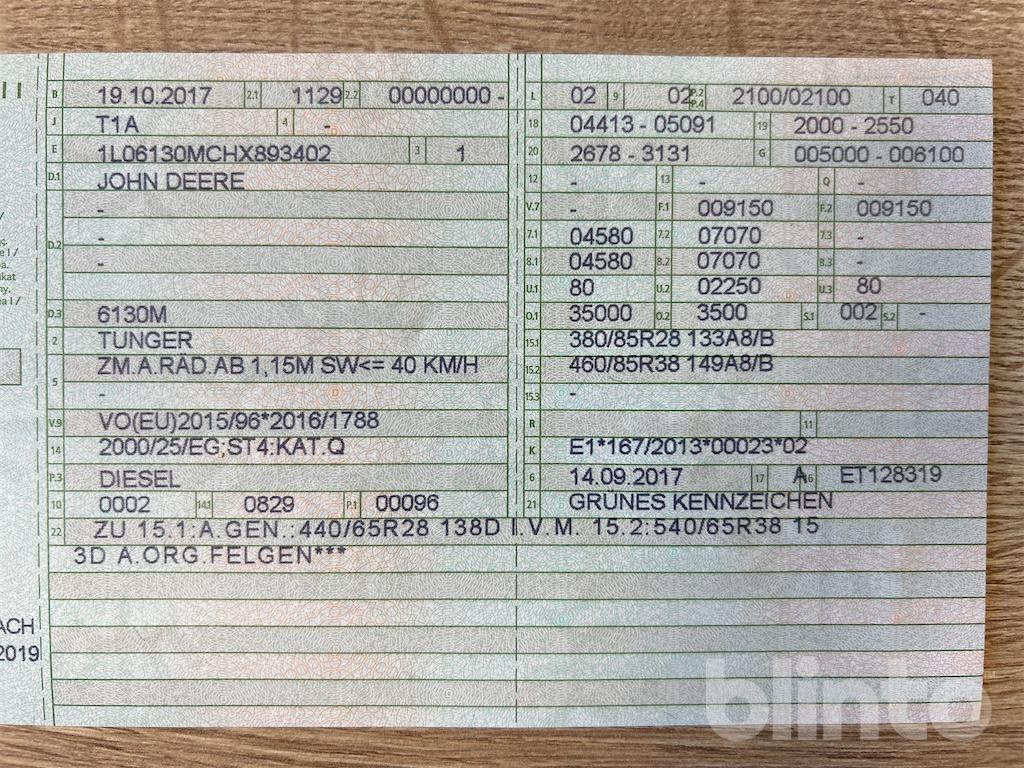 B 19.10.2017 2.1 1129 2.2 00000000 -
J T1A 4 -
E 1L06130MCHX893402 3 1
D.1 JOHN DEERE
-
D.2 -
-
D.3 6130M
2 TUNGER
5 ZM.A.RAD.AB 1,15M SW<= 40 KM/H
-
V.9 VO(EU)2015/96*2016/1788
14 2000/25/EG;ST4:KAT.Q
P.3 DIESEL
10 0002 14.1 0829 P.1 00096
L 02 9 02 P.2 P.4 2100/02100 T 040
18 04413 - 05091 19 2000 - 2550
20 2678 - 3131 G 005000 - 006100
12 - 13 - Q -
V.7 - F.1 009150 F.2 009150
7.1 04580 7.2 07070 7.3 -
8.1 04580 8.2 07070 8.3 -
U.1 80 U.2 02250 U.3 80
O.1 35000 O.2 3500 S.1 002 S.2 -
15.1 380/85R28 133A8/B
15.2 460/85R38 149A8/B
15.3 -
R 11
K E1*167/2013*00023*02
6 14.09.2017 17 A 16 ET128319
21 GRÜNES KENNZEICHEN
22 ZU 15.1:A.GEN.:440/65R28 138D I.V.M. 15.2:540/65R38 15
3D A.ORG.FELGEN***
ACH
2019
blinto